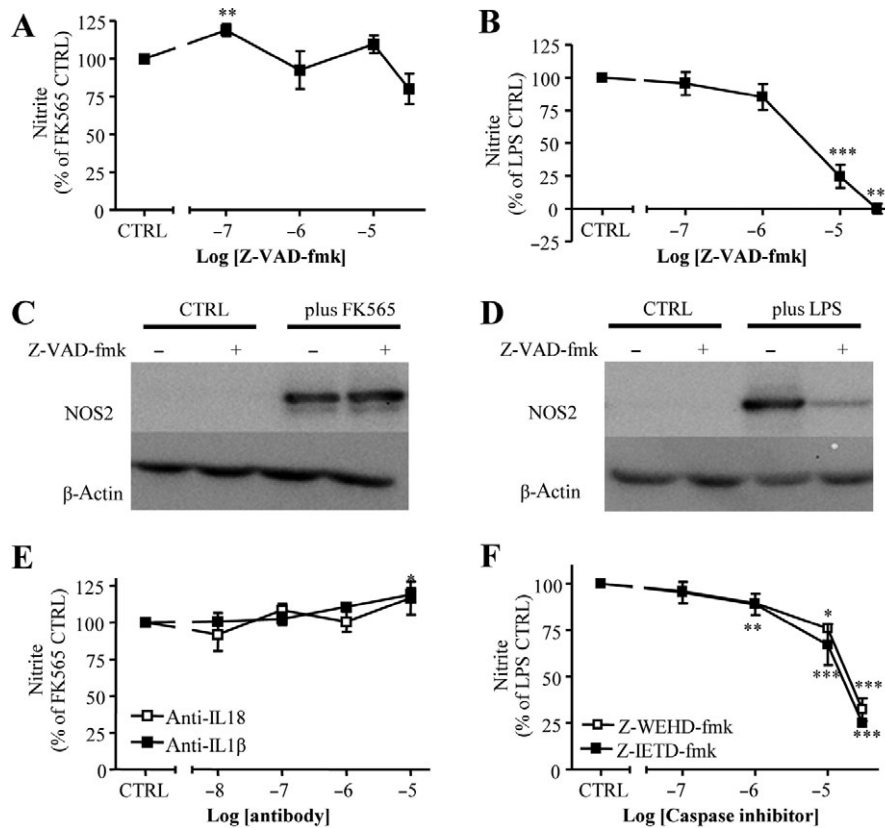 A
Nitrite
(% of FK565 CTRL)
125
100
75
50
25
0
**
CTRL
–7
–6
–5
Log [Z-VAD-fmk]
B
Nitrite
(% of LPS CTRL)
125
100
75
50
25
0
−25
***
**
CTRL
–7
–6
–5
Log [Z-VAD-fmk]
C
CTRL
plus FK565
Z-VAD-fmk
–
+
–
+
NOS2
β-Actin
D
CTRL
plus LPS
Z-VAD-fmk
–
+
–
+
NOS2
β-Actin
E
Nitrite
(% of FK565 CTRL)
125
100
75
50
25
0
*
Anti-IL18
Anti-IL1β
CTRL
–8
–7
–6
–5
Log [antibody]
F
Nitrite
(% of LPS CTRL)
100
75
50
25
0
**
*
***
***
***
Z-WEHD-fmk
Z-IETD-fmk
CTRL
–7
–6
–5
Log [Caspase inhibitor]